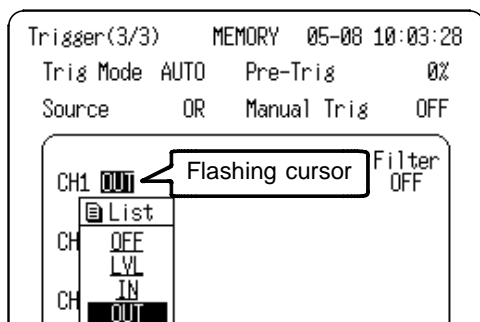 Trigger(3/3) MEMORY 05-08 10:03:28
Trig Mode AUTO Pre-Trig 0%
Source OR Manual Trig OFF
Filter
CH1 OUT Flashing cursor OFF
List
CH OFF
LVL
CH IN
OUT